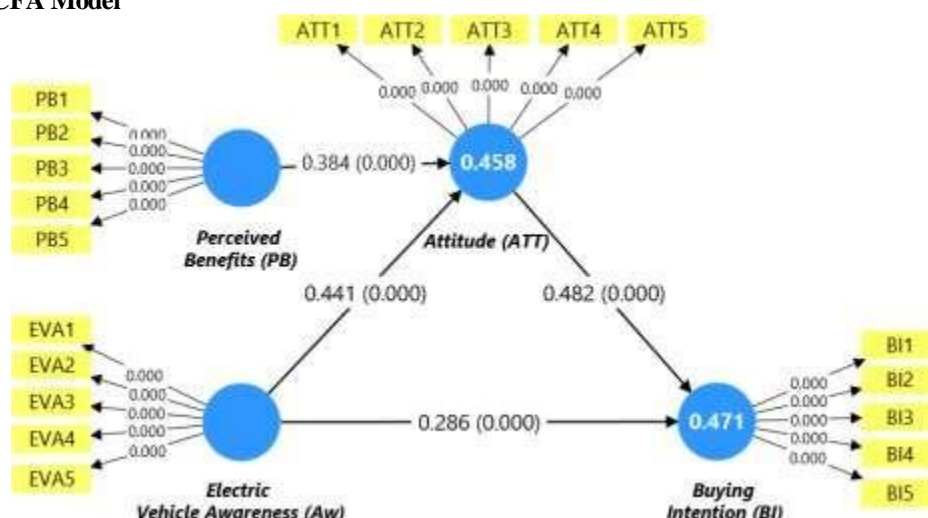 CFA Model
ATT1 ATT2 ATT3 ATT4 ATT5
0.000 0.000 0.000 0.000 0.000
PB1
PB2
PB3
PB4
PB5
0.000
0.000
0.000
0.000
0.000
0.384 (0.000)
0.458
Perceived
Benefits (PB)
Attitude (ATT)
0.441 (0.000)
0.482 (0.000)
EVA1
EVA2
EVA3
EVA4
EVA5
0.000
0.000
0.000
0.000
0.000
0.286 (0.000)
0.471
0.000
0.000
0.000
0.000
0.000
BI1
BI2
BI3
BI4
BI5
Electric
Vehicle Awareness (Aw)
Buying
Intention (BI)